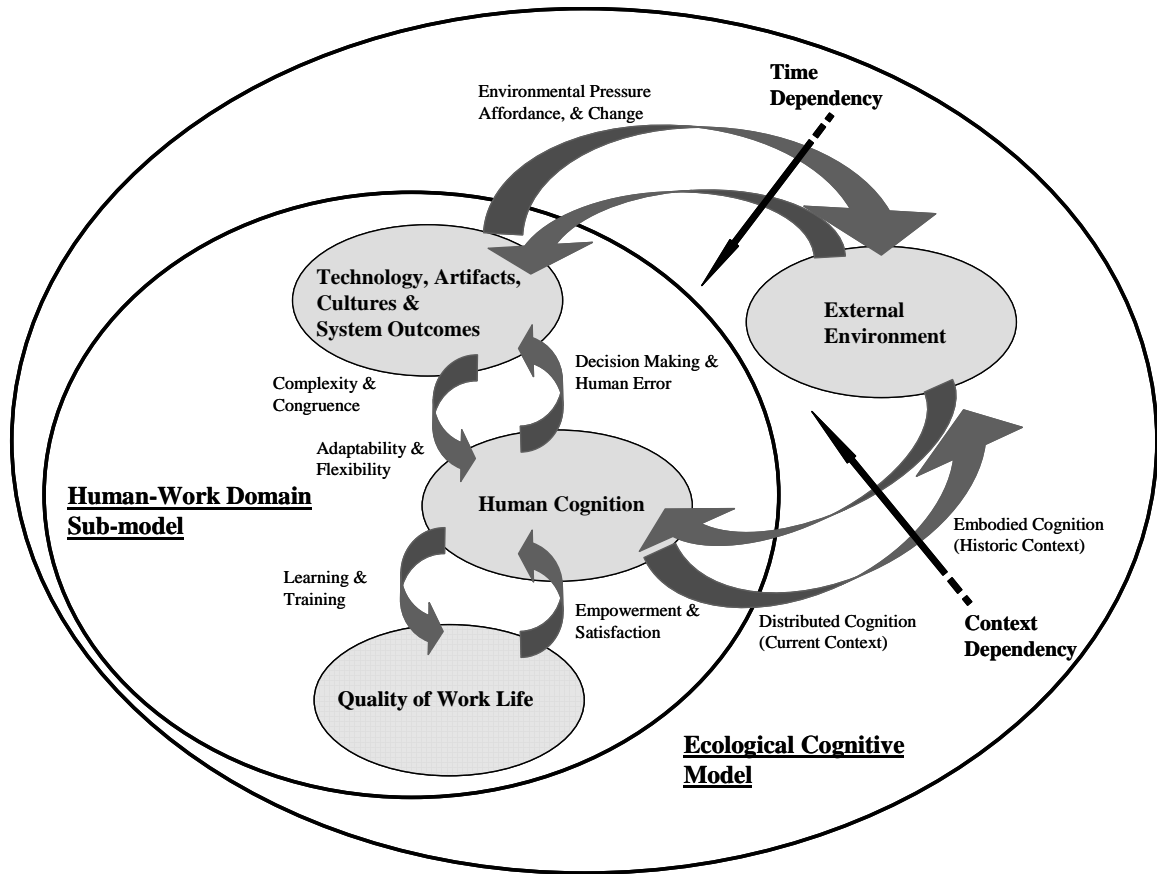 Environmental Pressure
Affordance, & Change
Time
Dependency
Technology, Artifacts,
Cultures &
System Outcomes
External
Environment
Complexity &
Congruence
Decision Making &
Human Error
Adaptability &
Flexibility
Human-Work Domain
Sub-model
Human Cognition
Embodied Cognition
(Historic Context)
Learning &
Training
Empowerment &
Satisfaction
Distributed Cognition
(Current Context)
Context
Dependency
Quality of Work Life
Ecological Cognitive
Model